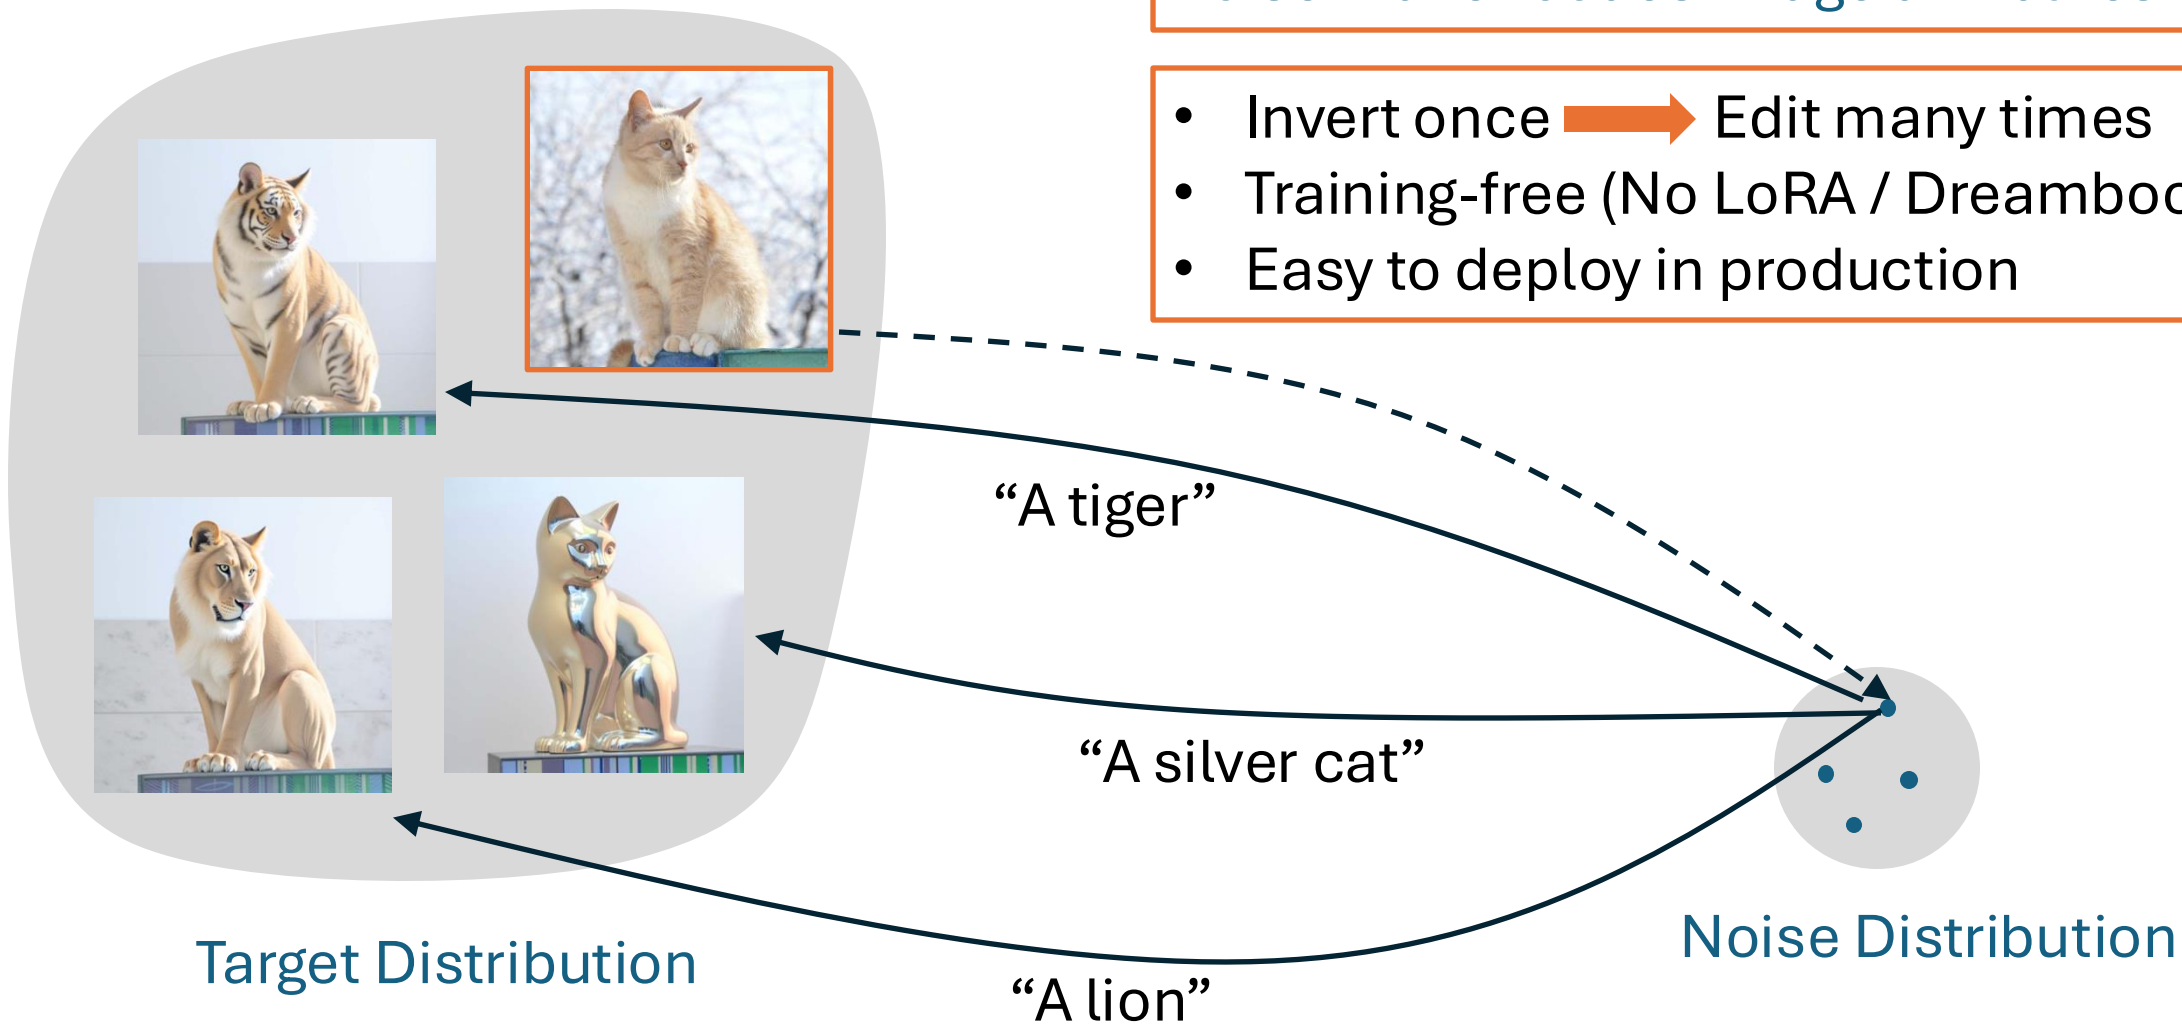 • Invert once Edit many times
• Training-free (No LoRA /
• Easy to deploy in production
“A tiger”
“A silver cat”
“A lion”
Target Distribution
Noise Distribution